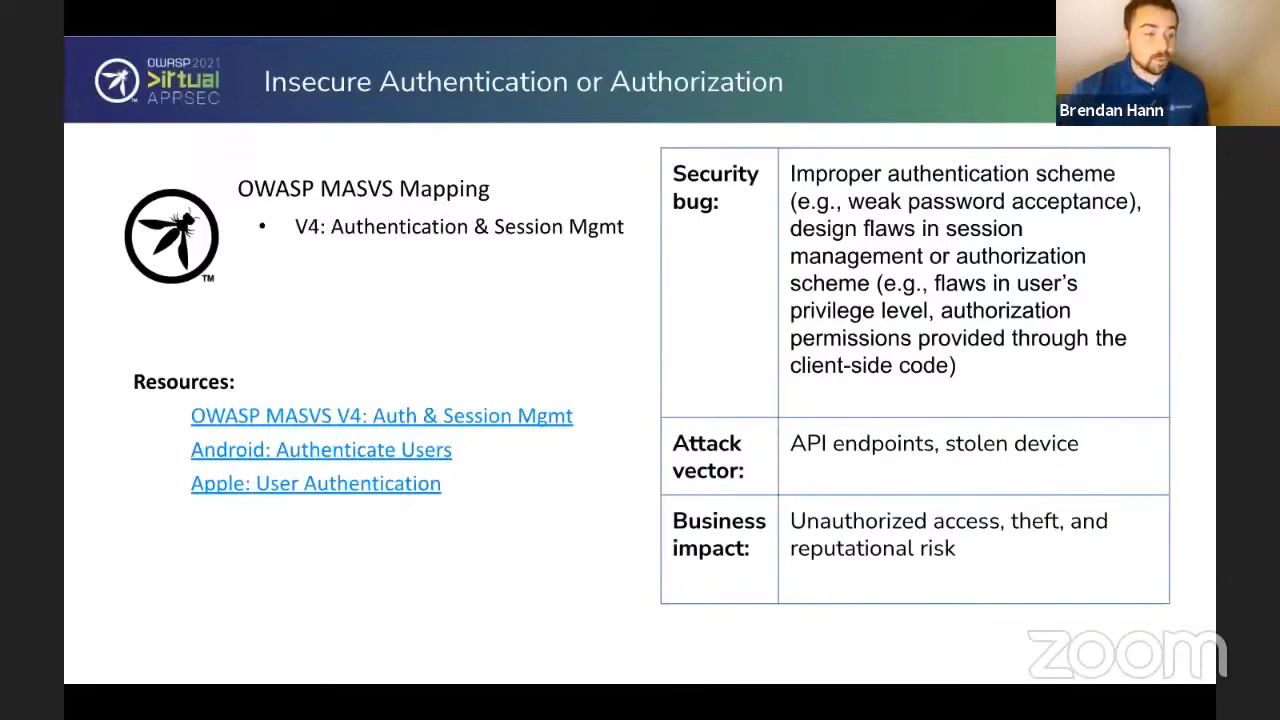 OWASP 2021
Virtual
APPSEC
Insecure Authentication or Authorization
Brendan Hann
OWASP MASVS Mapping
• V4: Authentication & Session Mgmt
TM
Resources:
OWASP MASVS V4: Auth & Session Mgmt
Android: Authenticate Users
Apple: User Authentication
Security
bug:
Improper authentication scheme
(e.g., weak password acceptance),
design flaws in session
management or authorization
scheme (e.g., flaws in user’s
privilege level, authorization
permissions provided through the
client-side code)
Attack
vector:
API endpoints, stolen device
Business
impact:
Unauthorized access, theft, and
reputational risk
zoom